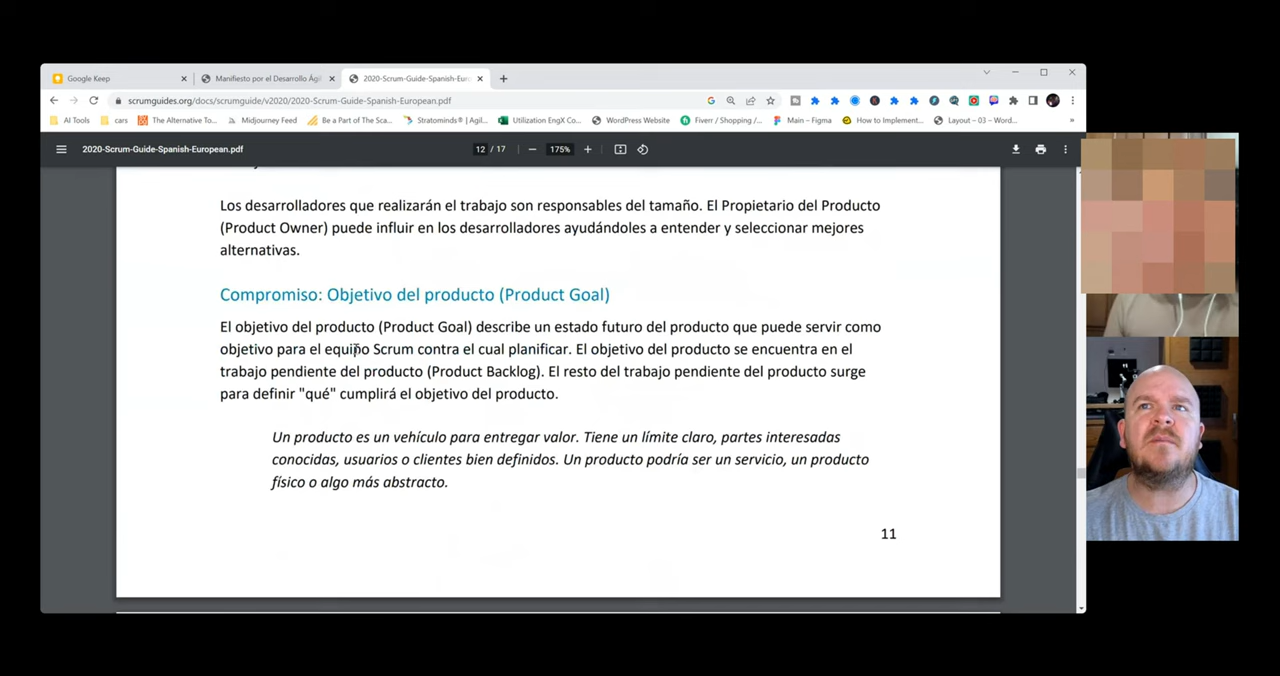 Google Keep
Manifiesto por el Desarrollo Ági
2020-Scrum-Guide-Spanish-Eur
scrumguides.org/docs/scrumguide/v2020/2020-Scrum-Guide-Spanish-European.pdf
AI Tools cars The Alternative To... Midjourney Feed Be a Part of The Sca... Stratominds® | Agil... Utilization EngX Co... WordPress Website Fiverr / Shopping /... Main – Figma How to Implement... Layout – 03 – Word... »
2020-Scrum-Guide-Spanish-European.pdf 12 / 17 175%
Los desarrolladores que realizarán el trabajo son responsables del tamaño. El Propietario del Producto
(Product Owner) puede influir en los desarrolladores ayudándoles a entender y seleccionar mejores
alternativas.
Compromiso: Objetivo del producto (Product Goal)
El objetivo del producto (Product Goal) describe un estado futuro del producto que puede servir como
objetivo para el equipo Scrum contra el cual planificar. El objetivo del producto se encuentra en el
trabajo pendiente del producto (Product Backlog). El resto del trabajo pendiente del producto surge
para definir "qué" cumplirá el objetivo del producto.
Un producto es un vehículo para entregar valor. Tiene un límite claro, partes interesadas
conocidas, usuarios o clientes bien definidos. Un producto podría ser un servicio, un producto
físico o algo más abstracto.
11